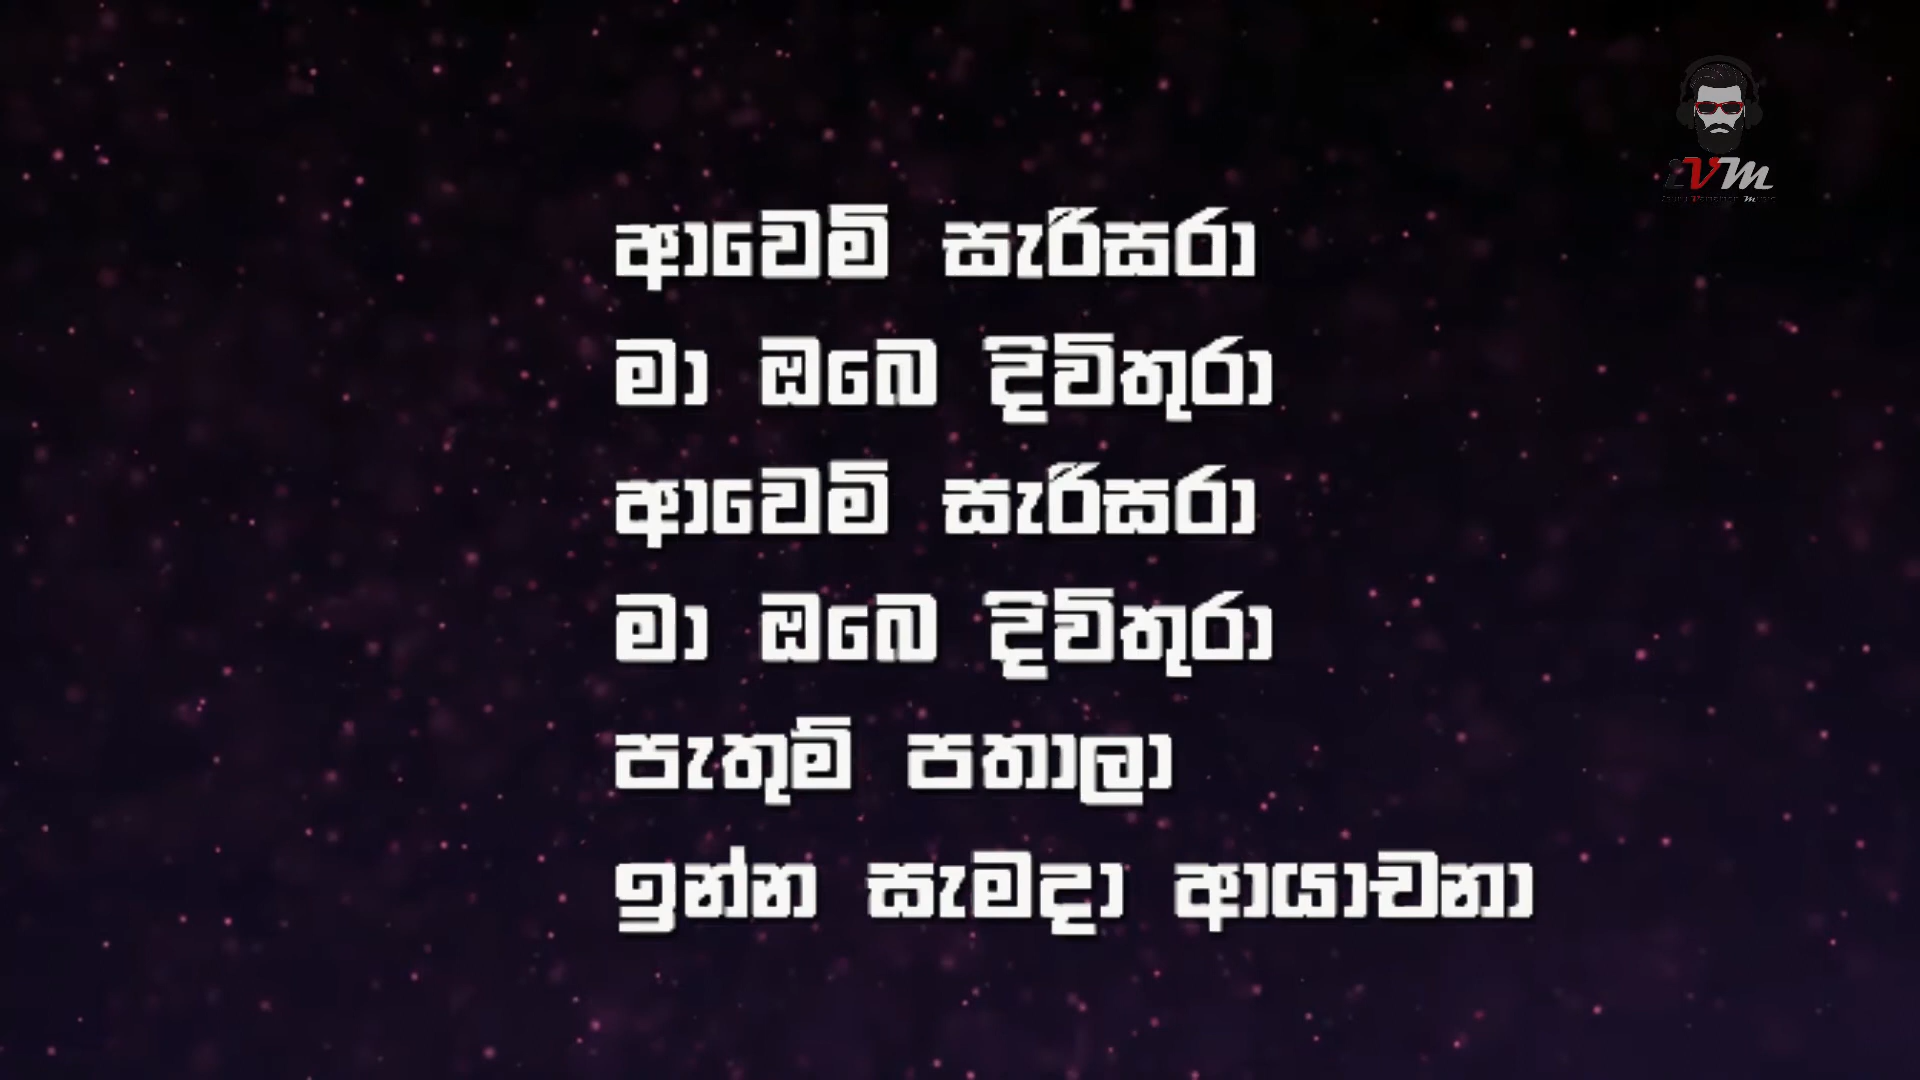 ආවෙමි සැරිසරා
මා ඔබෙ දිවිතුරා
ආවෙමි සැරිසරා
මා ඔබෙ දිවිතුරා
පැතුම් පතාලා
ඉන්න සැමදා ආයාචනා